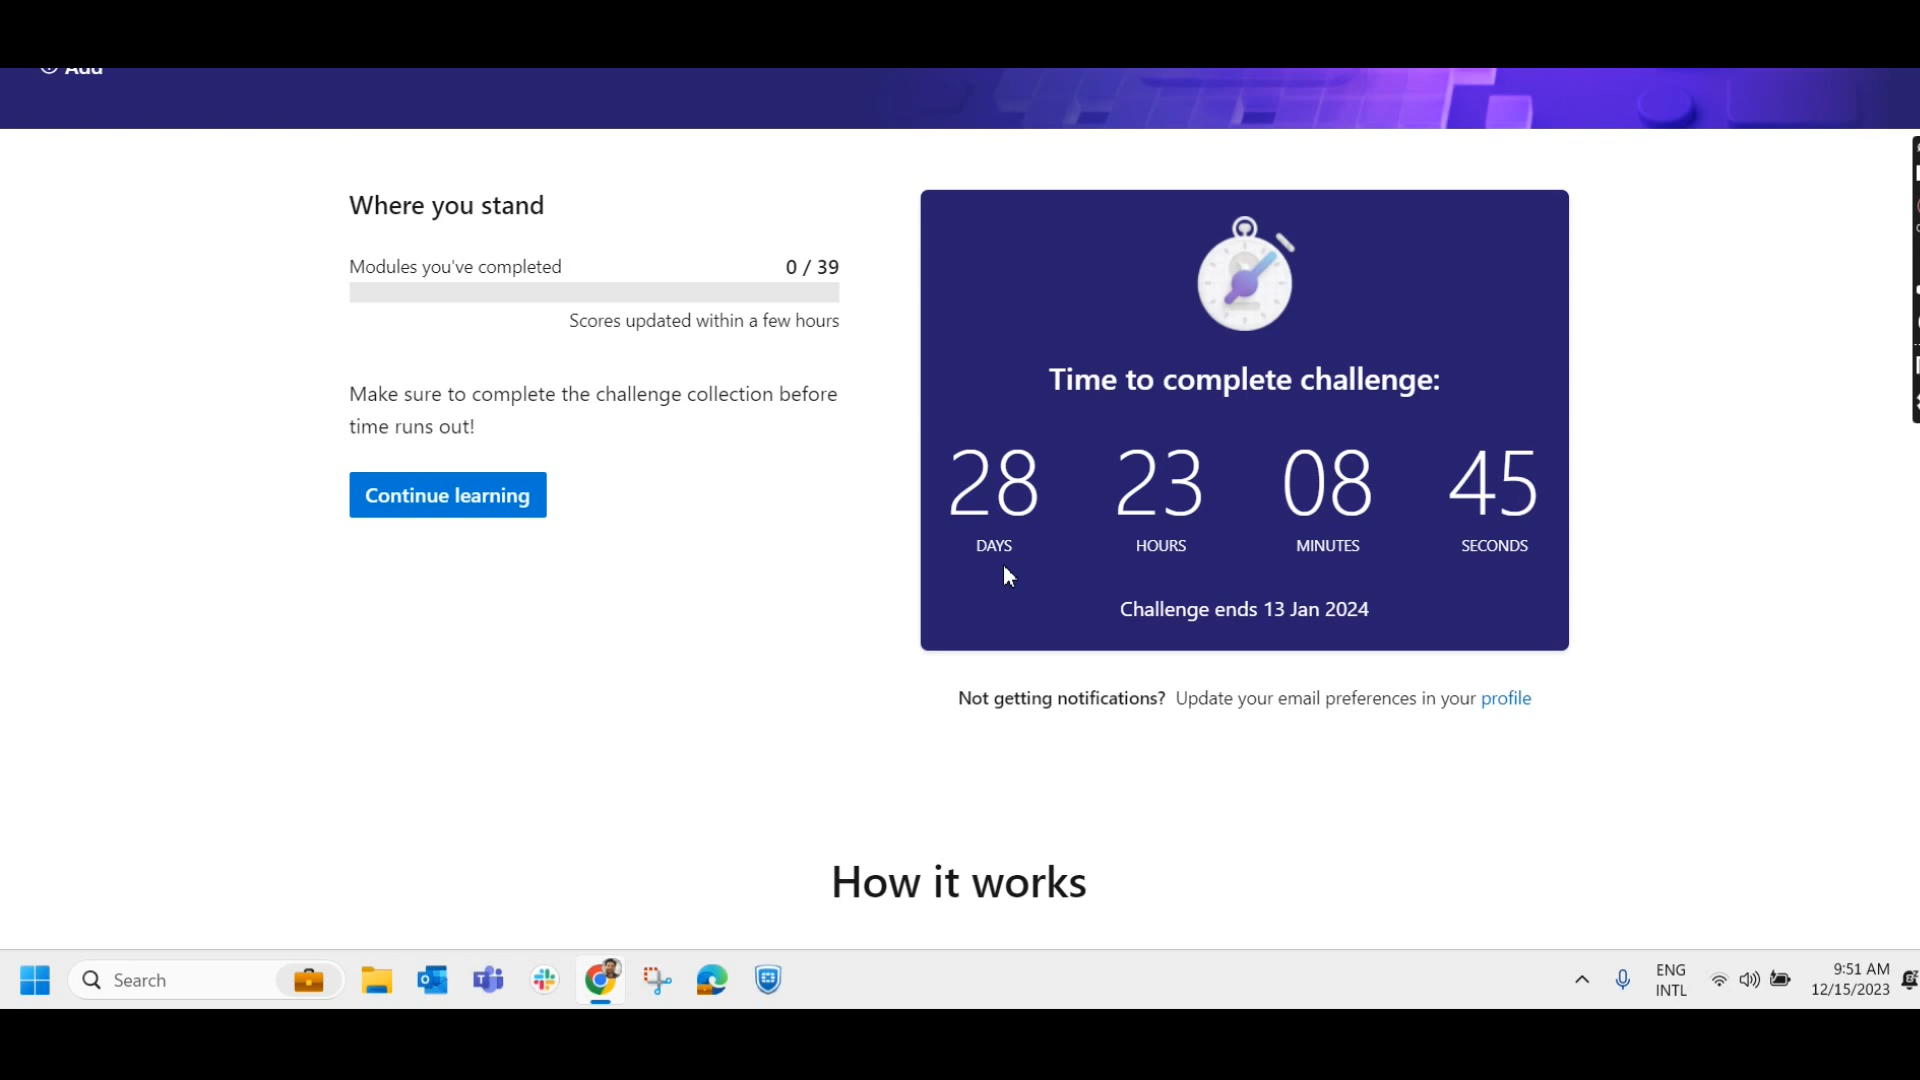 Add
Where you stand
Modules you've completed 0 / 39
Scores updated within a few hours
Make sure to complete the challenge collection before
time runs out!
Continue learning
Time to complete challenge:
28 23 08 45
DAYS HOURS MINUTES SECONDS
Challenge ends 13 Jan 2024
Not getting notifications? Update your email preferences in your profile
How it works
Search
ENG
INTL
9:51 AM
12/15/2023